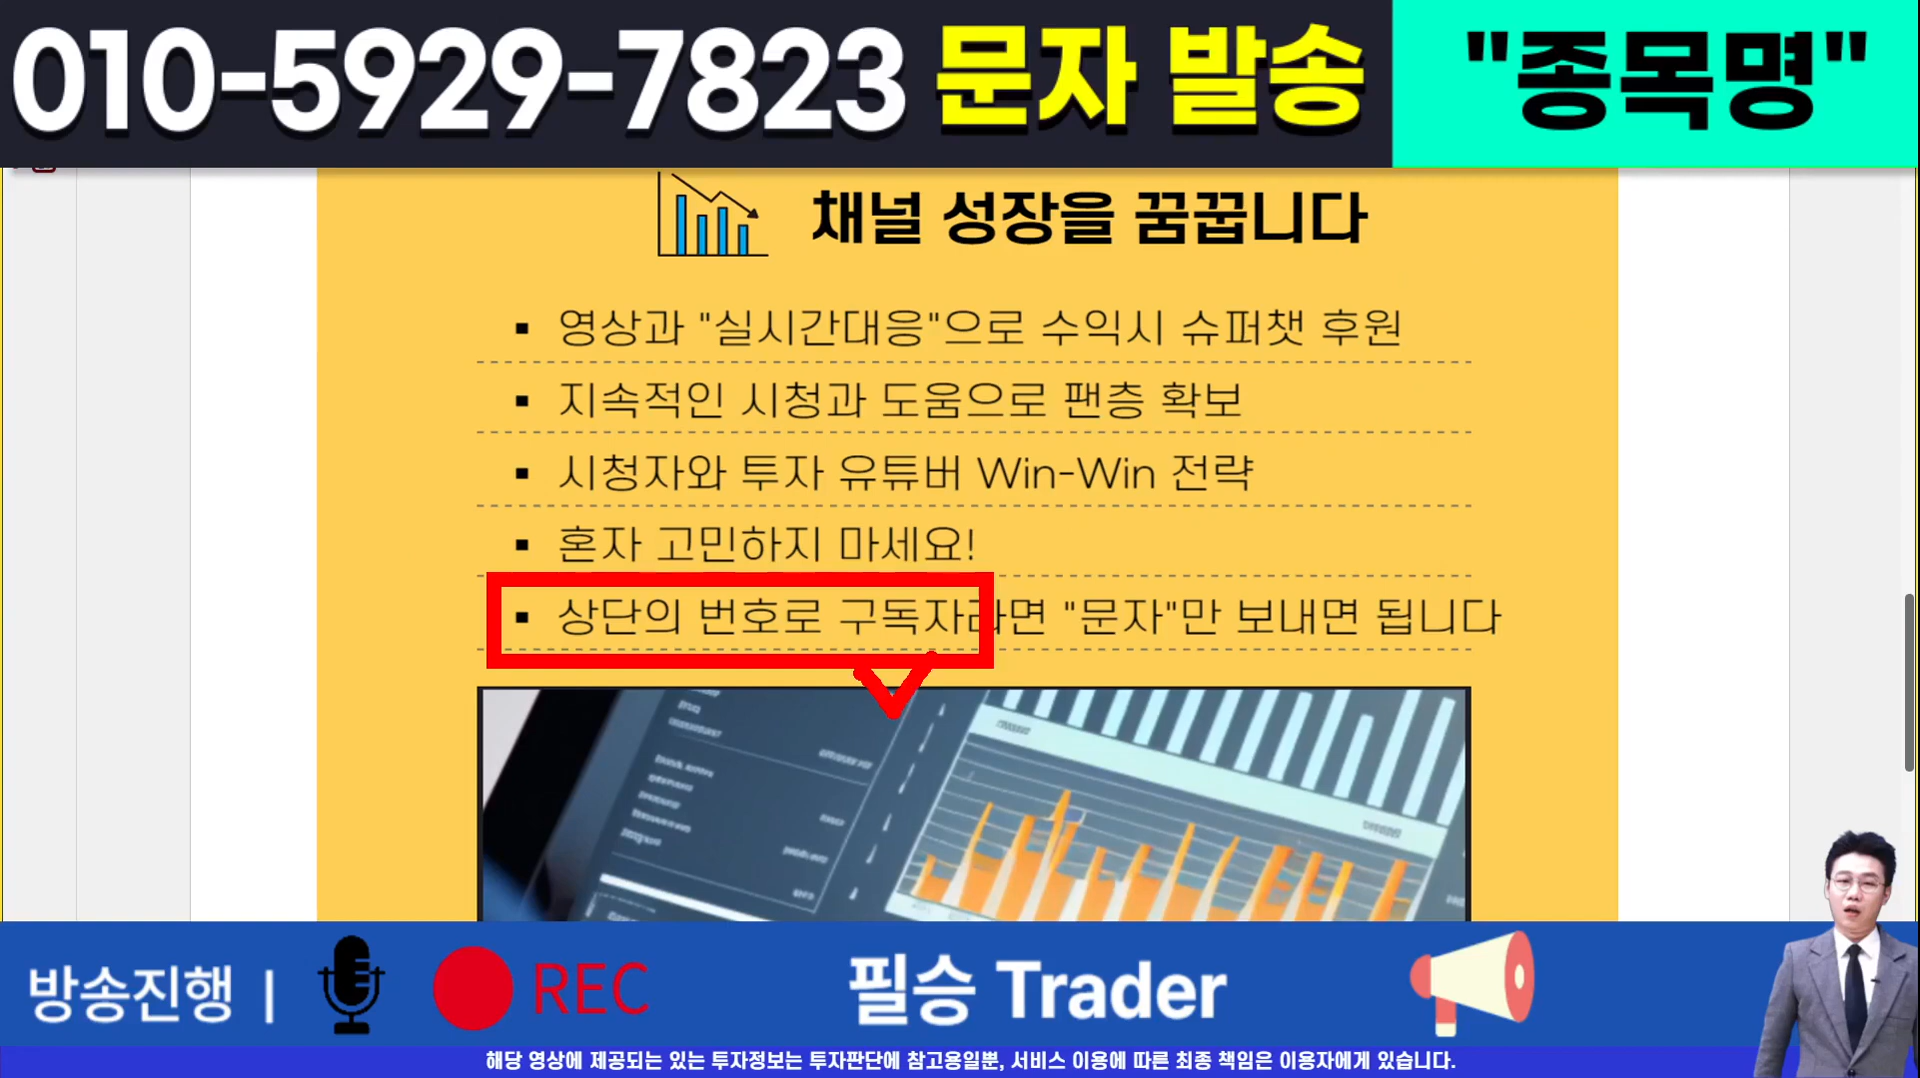 010-5929-7823 문자 발송 "종목명"
채널 성장을 꿈꿉니다
▪ 영상과 "실시간대응"으로 수익시 슈퍼챗 후원
▪ 지속적인 시청과 도움으로 팬층 확보
▪ 시청자와 투자 유튜버 Win-Win 전략
▪ 혼자 고민하지 마세요!
▪ 상단의 번호로 구독자라면 "문자"만 보내면 됩니다
방송진행 | REC 필승 Trader
해당 영상에 제공되는 있는 투자정보는 투자판단에 참고용일뿐, 서비스 이용에 따른 최종 책임은 이용자에게 있습니다.